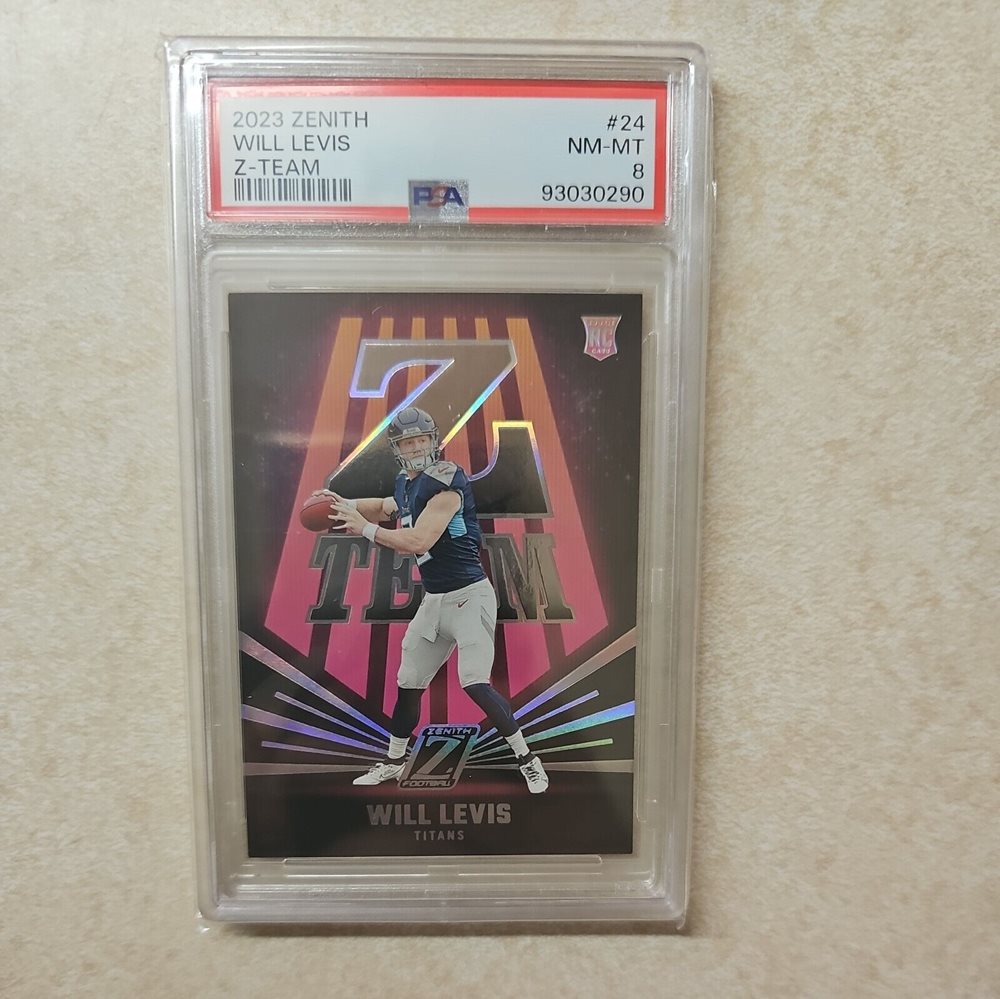 2023 ZENITH #24
WILL LEVIS NM-MT
Z-TEAM 8
PSA 93030290
RC
Z
TEAM
ZENITH
Z
FOOTBALL
WILL LEVIS
TITANS